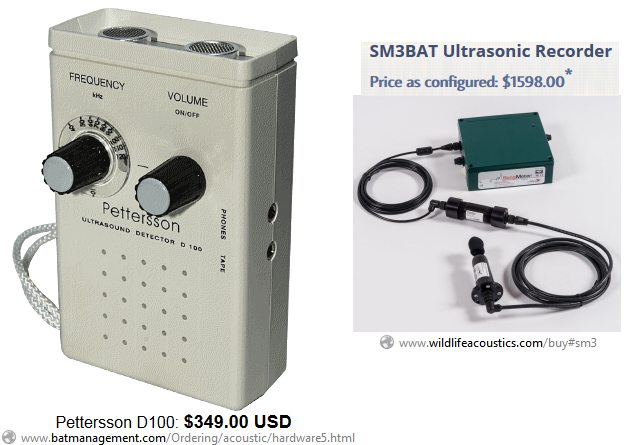 FREQUENCY
kHz
VOLUME
ON/OFF
Pettersson
ULTRASOUND DETECTOR D 100
PHONES
TAPE
Pettersson D100: $349.00 USD
www.batmanagement.com/Ordering/acoustic/hardware5.html
SM3BAT Ultrasonic Recorder
Price as configured: $1598.00*
SongMeter
www.wildlifeacoustics.com/buy#sm3